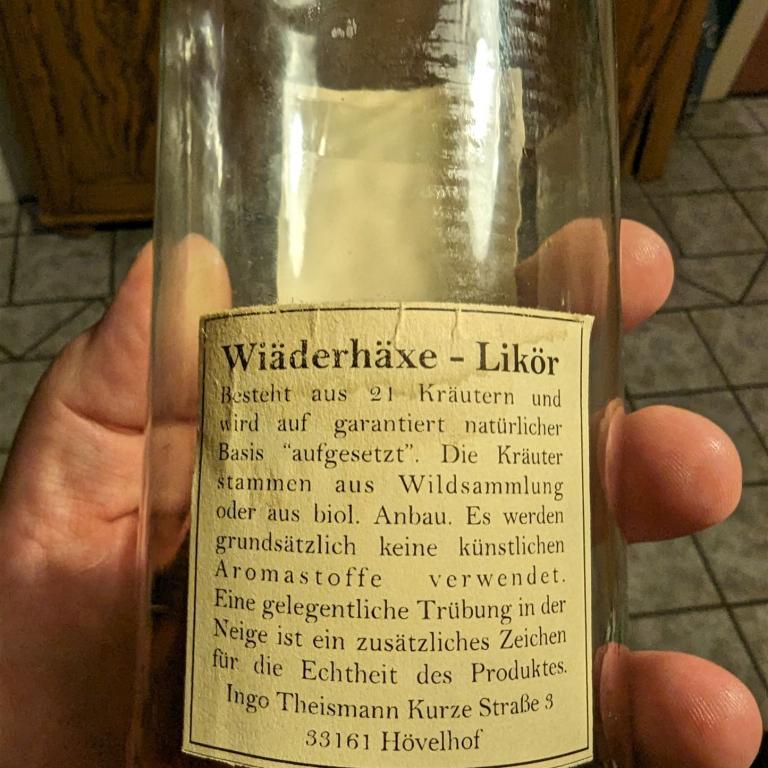 Wiäderhäxe - Likör
Besteht aus 21 Kräutern und
wird auf garantiert natürlicher
Basis "aufgesetzt". Die Kräuter
stammen aus Wildsammlung
oder aus biol. Anbau. Es werden
grundsätzlich keine künstlichen
Aromastoffe verwendet.
Eine gelegentliche Trübung in der
Neige ist ein zusätzliches Zeichen
für die Echtheit des Produktes.
Ingo Theismann Kurze Straße 3
33161 Hövelhof